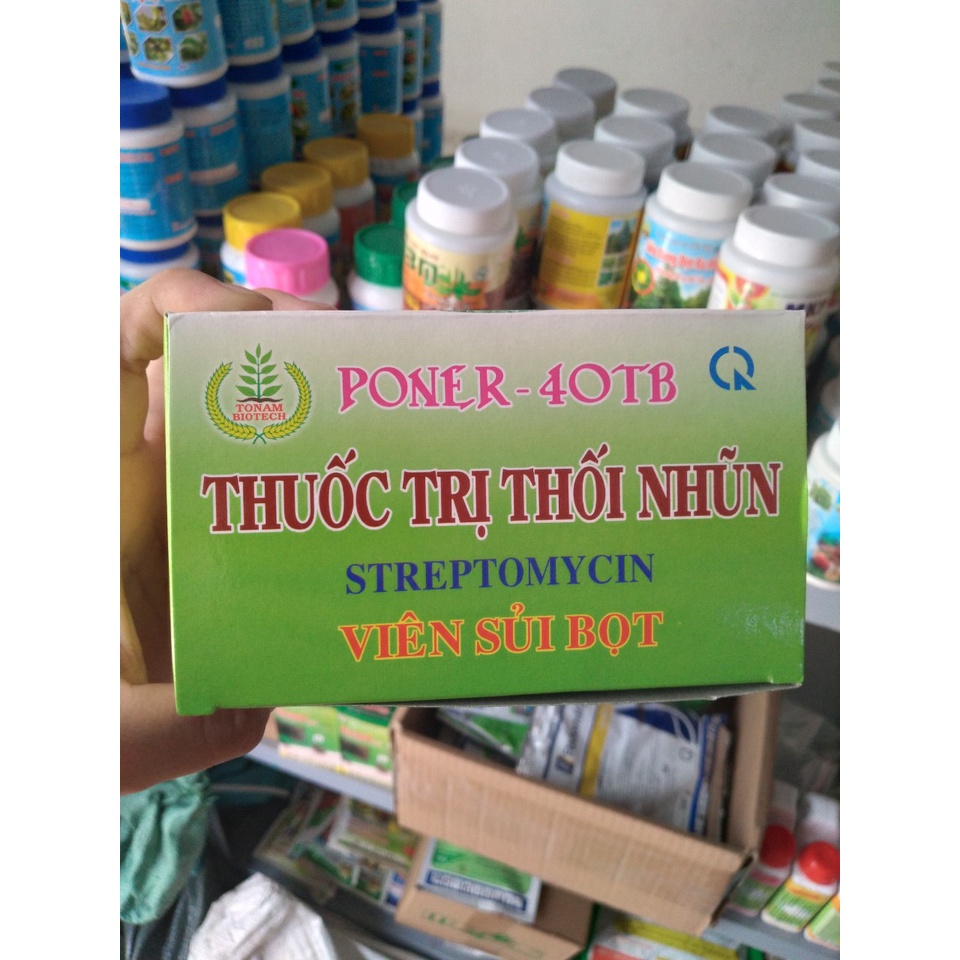 TONAM
BIOTECH
PONER-40TB
THUỐC TRỊ THỐI NHŨN
STREPTOMYCIN
VIÊN SỦI BỌT